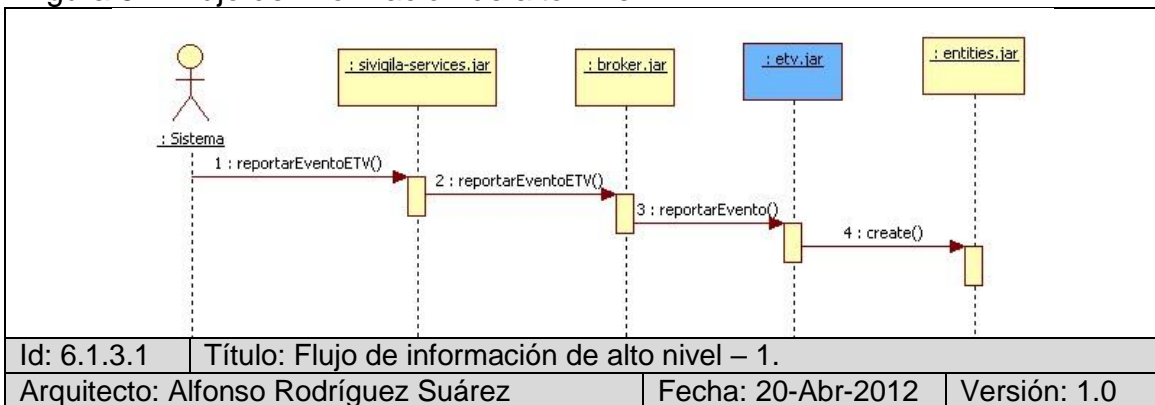 : siviqila-services.jar
: broker.jar
: etv.jar
: entities.jar
: Sistema
1 : reportarEventoETV()
2 : reportarEventoETV()
3 : reportarEvento()
4 : create()
Id: 6.1.3.1 Título: Flujo de información de alto nivel – 1.
Arquitecto: Alfonso Rodríguez Suárez Fecha: 20-Abr-2012 Versión: 1.0